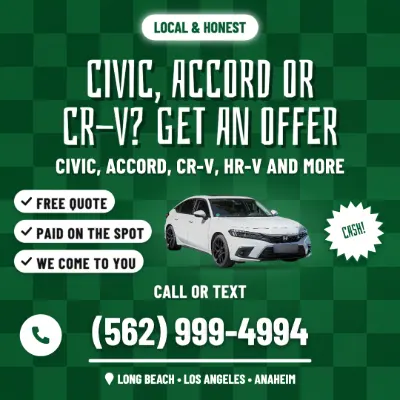 LOCAL & HONEST
CIVIC, ACCORD OR
CR-V? GET AN OFFER
CIVIC, ACCORD, CR-V, HR-V AND MORE
FREE QUOTE
PAID ON THE SPOT
WE COME TO YOU
CASH!
CALL OR TEXT
(562) 999-4994
LONG BEACH • LOS ANGELES • ANAHEIM